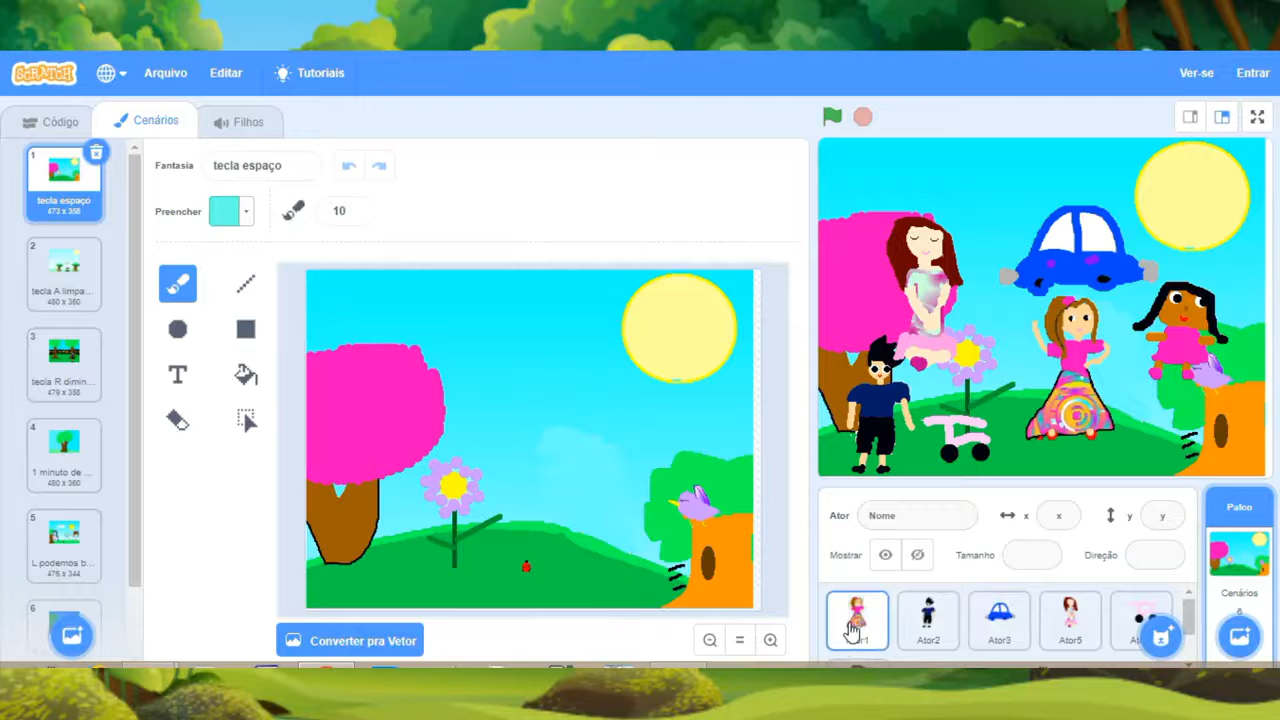 SCRATCH
Arquivo
Editar
Tutoriais
Ver-se
Entrar
Código
Cenários
Filhos
1
tecla espaço
473 x 358
2
tecla A limpa...
480 x 360
3
tecla R dimin...
479 x 356
4
1 minuto de ...
480 x 360
5
L podemos b...
476 x 344
6
Fantasia
tecla espaço
Preencher
10
T
Converter pra Vetor
Ator
Nome
x
x
y
y
Mostrar
Tamanho
Direção
Ator2
Ator3
Ator5
Palco
Cenários